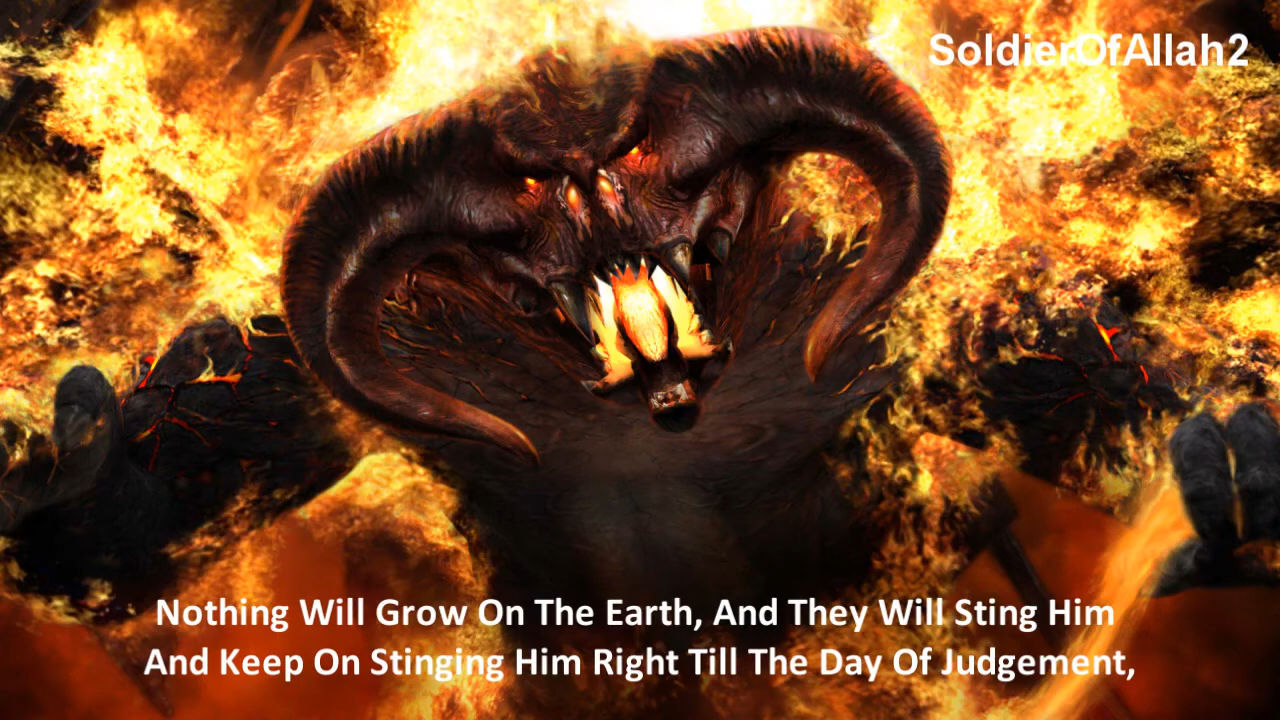 SoldierOfAllah2
Nothing Will Grow On The Earth, And They Will Sting Him
And Keep On Stinging Him Right Till The Day Of Judgement,